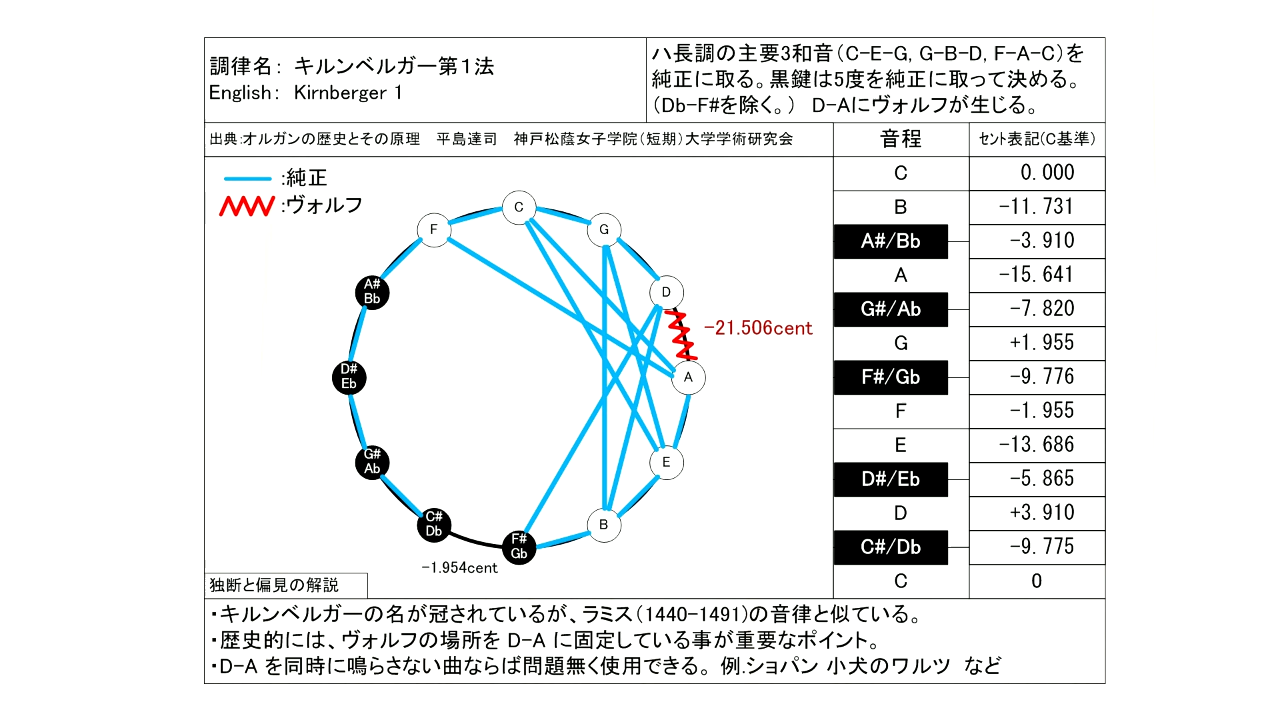 調律名： キルンベルガー第１法
English： Kirnberger 1
ハ長調の主要3和音（C-E-G, G-B-D, F-A-C）を
純正に取る。黒鍵は5度を純正に取って決める。
（Db-F#を除く。） D-Aにヴォルフが生じる。
出典:オルガンの歴史とその原理 平島達司 神戸松蔭女子学院（短期）大学学術研究会
音程 ｾﾝﾄ表記(C基準)
:純正
:ヴォルフ
C
F
G
A#
Bb
D
-21.506cent
D#
Eb
A
G#
Ab
E
C#
Db
B
F#
Gb
-1.954cent
C 0.000
B -11.731
A#/Bb -3.910
A -15.641
G#/Ab -7.820
G +1.955
F#/Gb -9.776
F -1.955
E -13.686
D#/Eb -5.865
D +3.910
C#/Db -9.775
C 0
独断と偏見の解説
・キルンベルガーの名が冠されているが、ラミス（1440-1491)の音律と似ている。
・歴史的には、ヴォルフの場所を D-A に固定している事が重要なポイント。
・D-A を同時に鳴らさない曲ならば問題無く使用できる。 例.ショパン 小犬のワルツ など